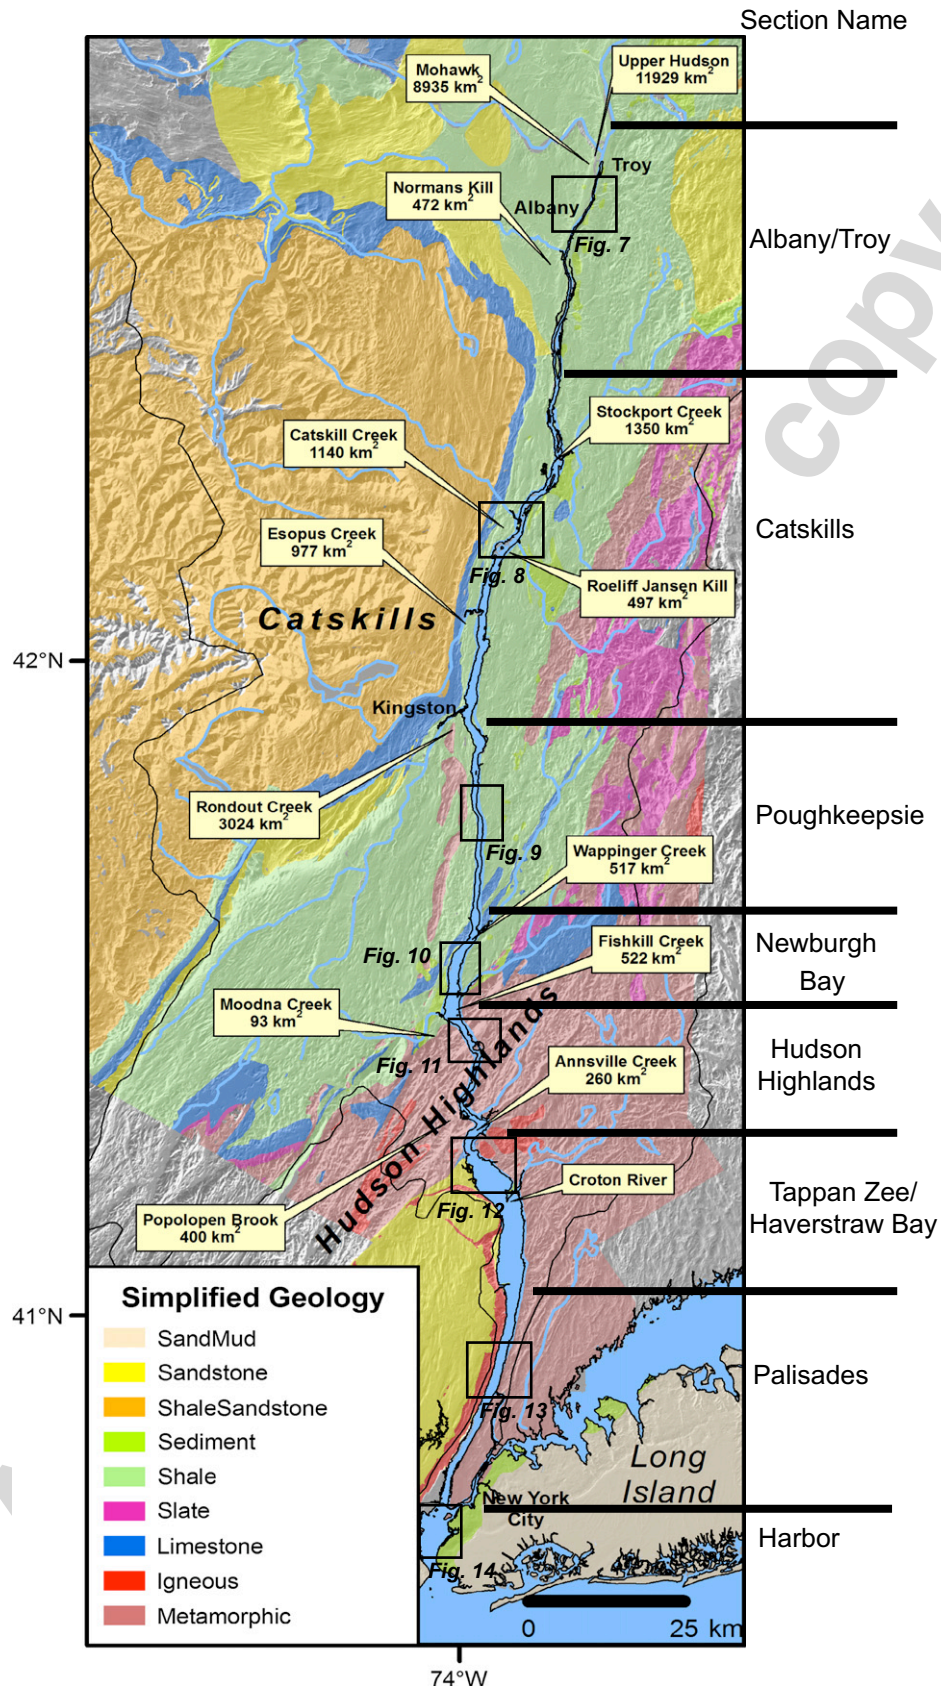 Section Name
Mohawk
8935 km²
Upper Hudson
11929 km²
Troy
Normans Kill
472 km²
Albany
Fig. 7
Albany/Troy
copy
Stockport Creek
1350 km²
Catskill Creek
1140 km²
Catskills
Esopus Creek
977 km²
Fig. 8
Roeliff Jansen Kill
497 km²
Catskills
42°N
Kingston
Rondout Creek
3024 km²
Poughkeepsie
Fig. 9
Wappinger Creek
517 km²
Fig. 10
Fishkill Creek
522 km²
Newburgh
Bay
Moodna Creek
93 km²
Fig. 11
Hudson Highlands
Annsville Creek
260 km²
Hudson
Highlands
Croton River
Fig. 12
Popolopen Brook
400 km²
Tappan Zee/
Haverstraw Bay
41°N
Simplified Geology
SandMud
Sandstone
ShaleSandstone
Sediment
Shale
Slate
Limestone
Igneous
Metamorphic
Palisades
Fig. 13
Long
Island
New York
City
Harbor
Fig. 14
0 25 km
74°W